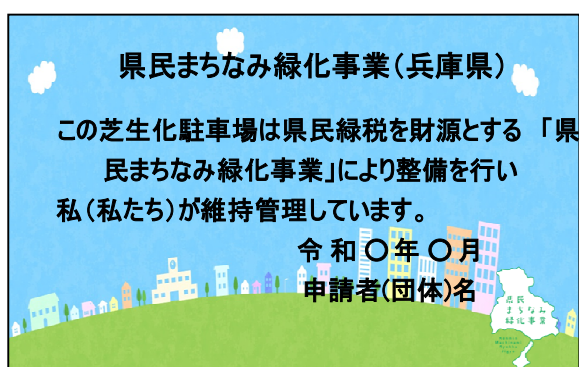 県民まちなみ緑化事業(兵庫県)
この芝生化駐車場は県民緑税を財源とする 「県
民まちなみ緑化事業」により整備を行い
私(私たち)が維持管理しています。
令和〇年〇月
申請者(団体)名
県民
まちなみ
緑化事業